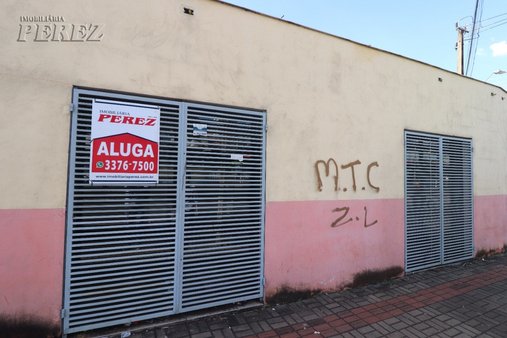 IMOBILIÁRIA
PEREZ
IMOBILIÁRIA
PEREZ
ALUGA
3376-7500
www.imobiliariaperez.com.br
M.T.C
Z.L